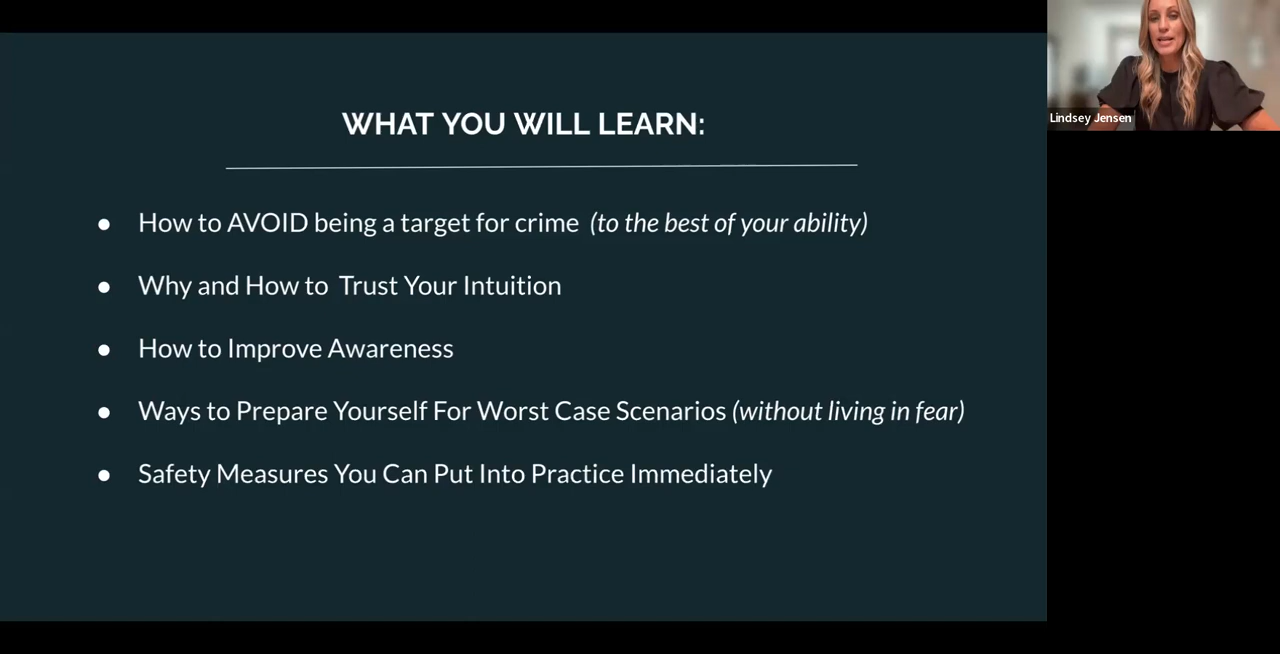 WHAT YOU WILL LEARN:
● How to AVOID being a target for crime (to the best of your ability)
● Why and How to Trust Your Intuition
● How to Improve Awareness
● Ways to Prepare Yourself For Worst Case Scenarios (without living in fear)
● Safety Measures You Can Put Into Practice Immediately
Lindsey Jensen